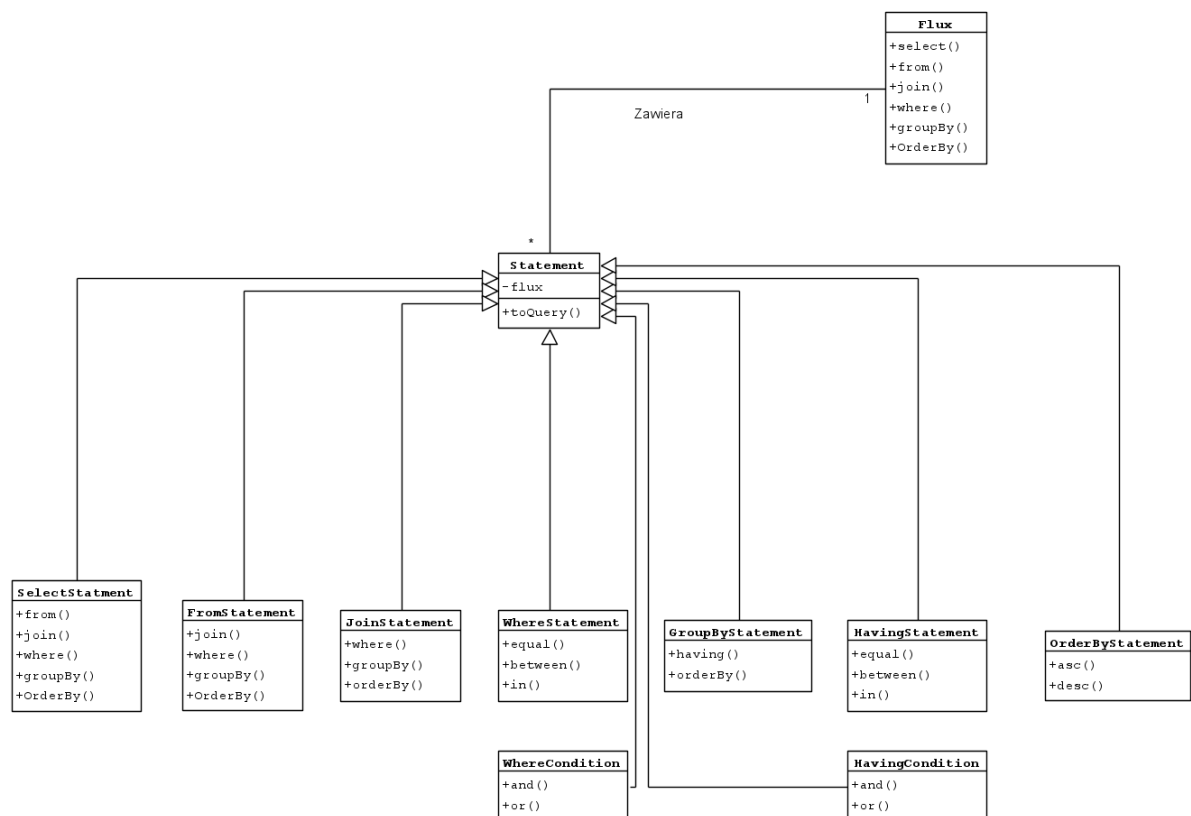 Flux
+select()
+from()
+join()
+where()
+groupBy()
+OrderBy()
1
Zawiera
*
Statement
-flux
+toQuery()
SelectStatment
+from()
+join()
+where()
+groupBy()
+OrderBy()
FromStatement
+join()
+where()
+groupBy()
+OrderBy()
JoinStatement
+where()
+groupBy()
+orderBy()
WhereStatement
+equal()
+between()
+in()
GroupByStatement
+having()
+orderBy()
HavingStatement
+equal()
+between()
+in()
OrderByStatement
+asc()
+desc()
WhereCondition
+and()
+or()
HavingCondition
+and()
+or()